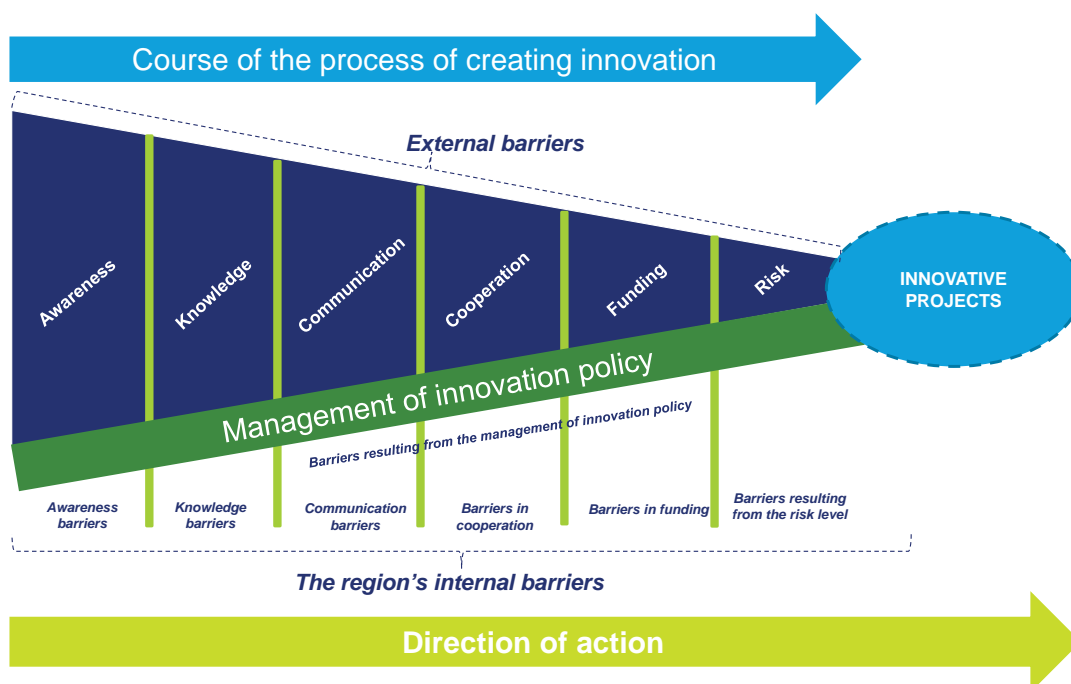 Course of the process of creating innovation
External barriers
Awareness
Knowledge
Communication
Cooperation
Funding
Risk
INNOVATIVE
PROJECTS
Management of innovation policy
Barriers resulting from the management of innovation policy
Awareness
barriers
Knowledge
barriers
Communication
barriers
Barriers in
cooperation
Barriers in funding
Barriers resulting
from the risk level
The region's internal barriers
Direction of action